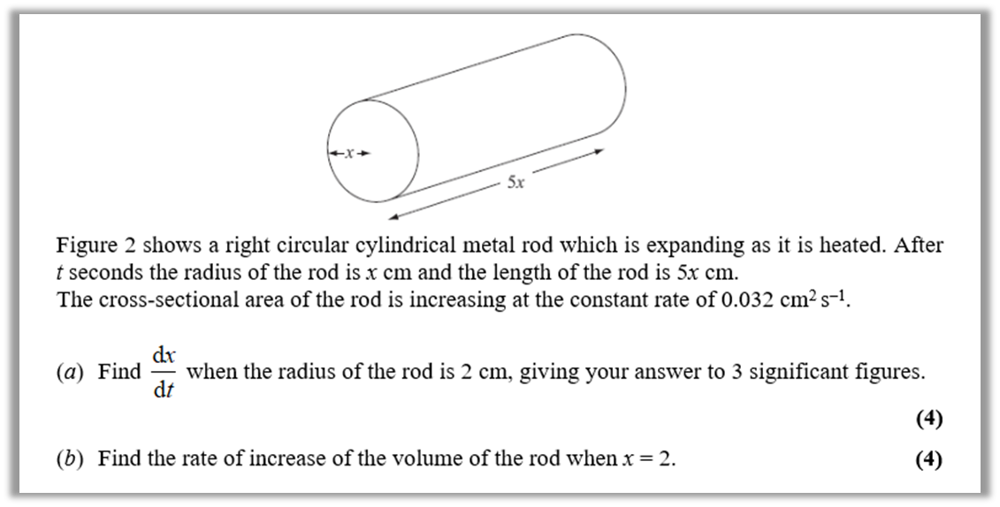 x
5x
Figure 2 shows a right circular cylindrical metal rod which is expanding as it is heated. After
t seconds the radius of the rod is x cm and the length of the rod is 5x cm.
The cross-sectional area of the rod is increasing at the constant rate of 0.032 cm² s⁻¹.
(a) Find dx/dt when the radius of the rod is 2 cm, giving your answer to 3 significant figures.
(4)
(b) Find the rate of increase of the volume of the rod when x = 2.
(4)